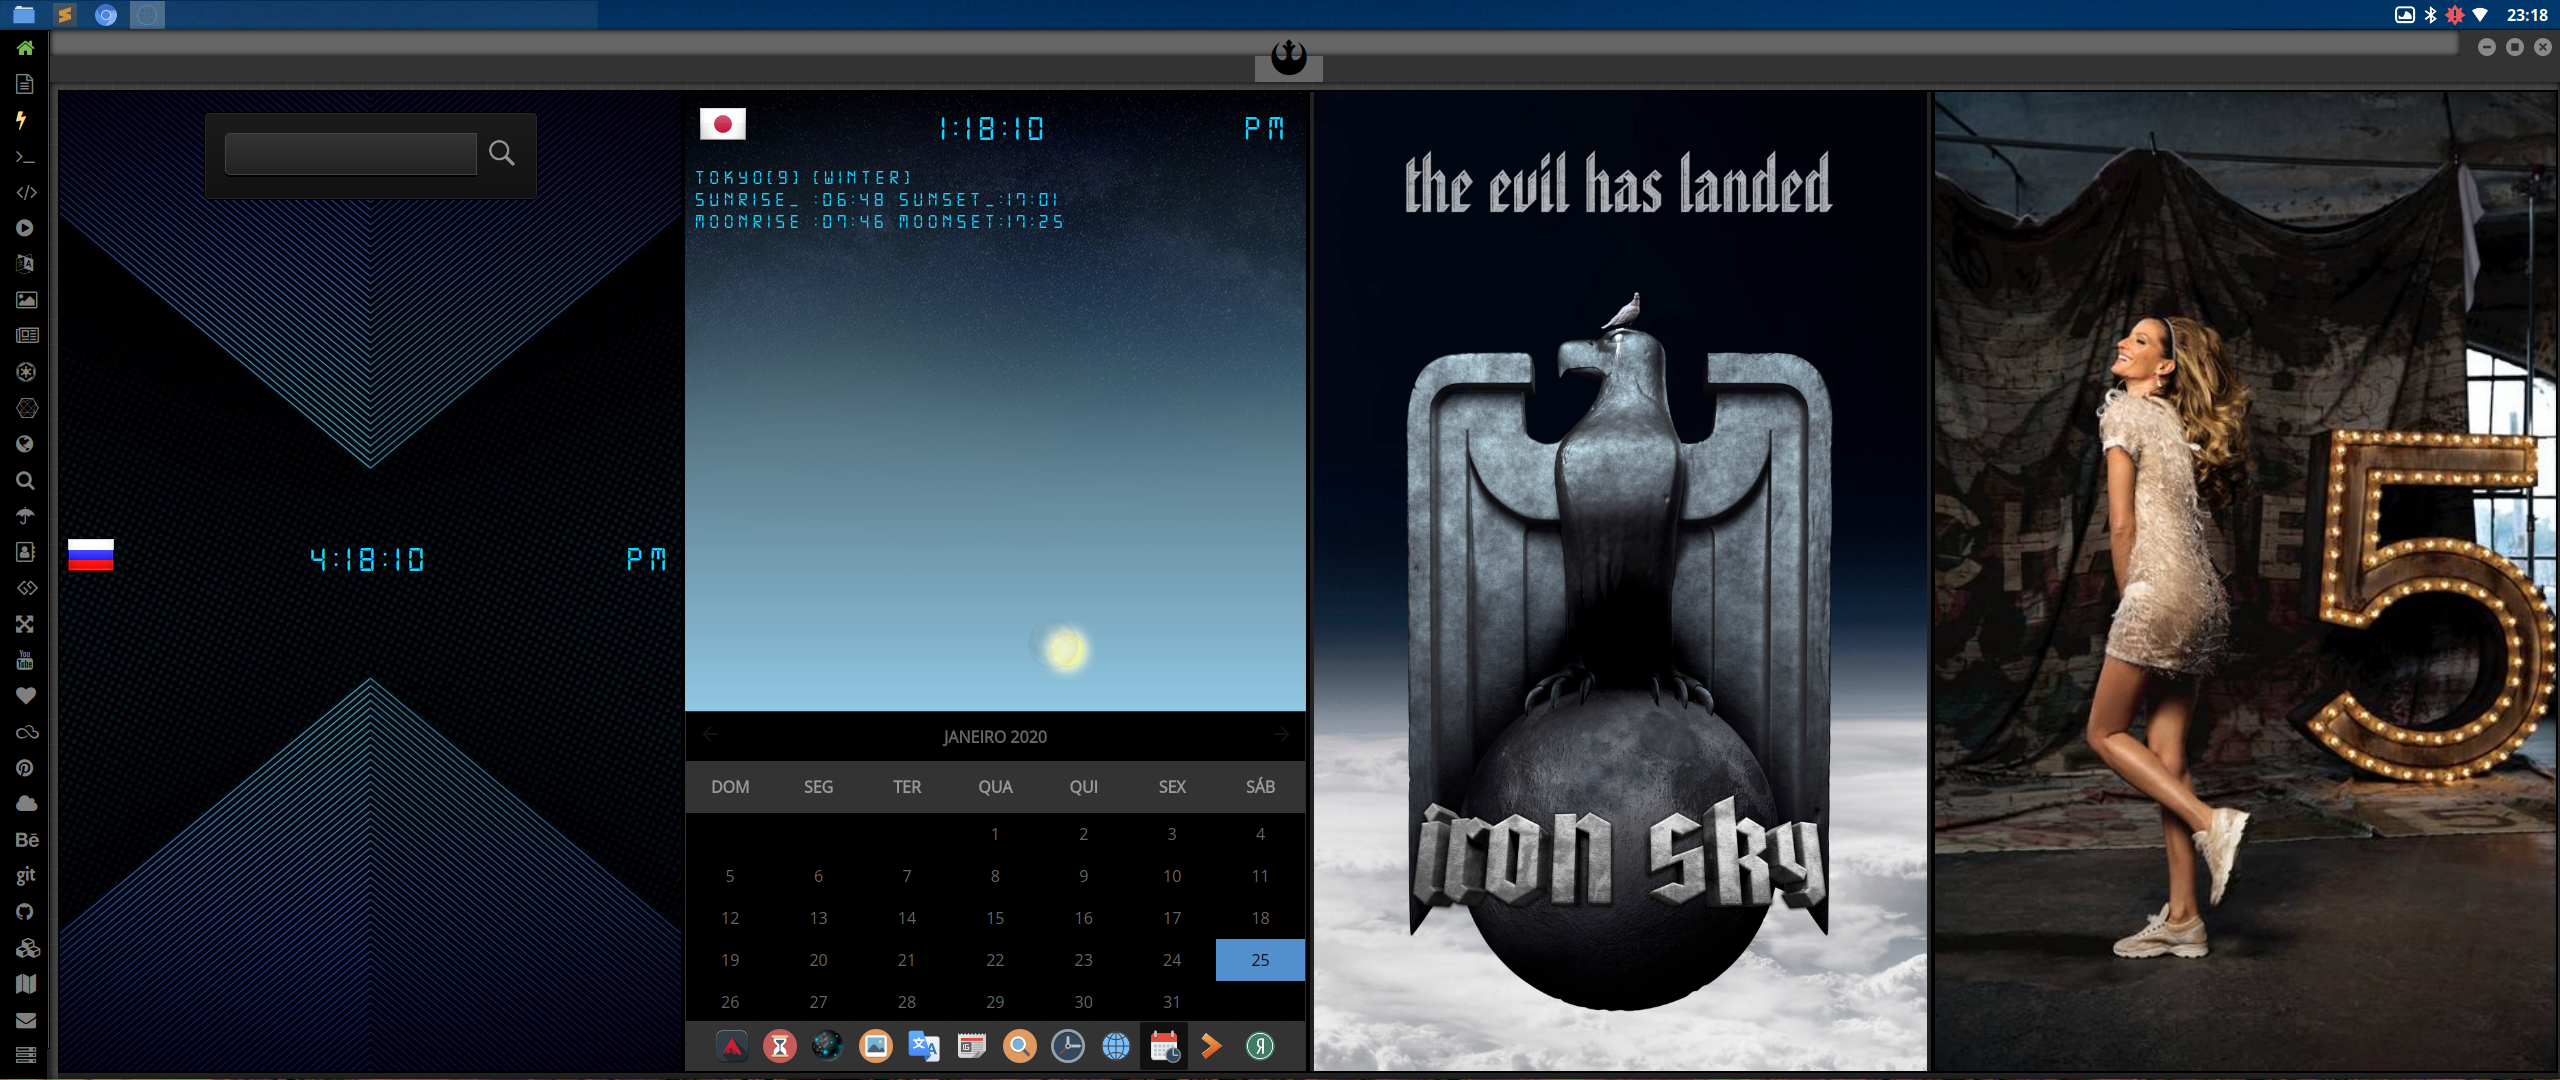 23:18
You
Tube
Bē
git
4:18:10 PM
1:18:10 PM
TOKYO[9] [WINTER]
SUNRISE_ :06:48 SUNSET_:17:01
MOONRISE :07:46 MOONSET:17:25
JANEIRO 2020
DOM SEG TER QUA QUI SEX SÁB
1 2 3 4
5 6 7 8 9 10 11
12 13 14 15 16 17 18
19 20 21 22 23 24 25
26 27 28 29 30 31
文 A
Я
the evil has landed
iron sky
5